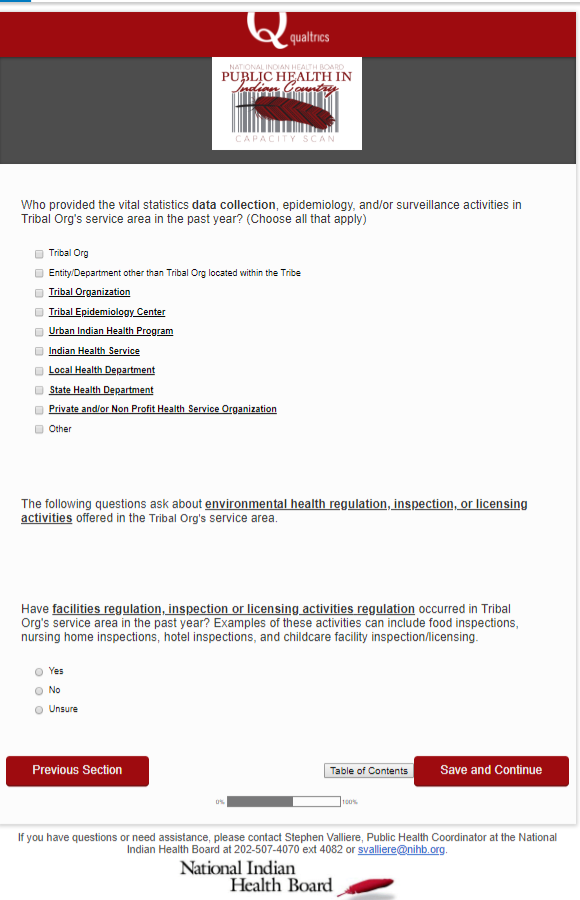 qualtrics
NATIONAL INDIAN HEALTH BOARD
PUBLIC HEALTH IN
Indian Country
CAPACITY SCAN
Who provided the vital statistics data collection, epidemiology, and/or surveillance activities in
Tribal Org's service area in the past year? (Choose all that apply)
Tribal Org
Entity/Department other than Tribal Org located within the Tribe
Tribal Organization
Tribal Epidemiology Center
Urban Indian Health Program
Indian Health Service
Local Health Department
State Health Department
Private and/or Non Profit Health Service Organization
Other
The following questions ask about environmental health regulation, inspection, or licensing
activities offered in the Tribal Org's service area.
Have facilities regulation, inspection or licensing activities regulation occurred in Tribal
Org's service area in the past year? Examples of these activities can include food inspections,
nursing home inspections, hotel inspections, and childcare facility inspection/licensing.
Yes
No
Unsure
Previous Section Table of Contents Save and Continue
0% 100%
If you have questions or need assistance, please contact Stephen Valliere, Public Health Coordinator at the National
Indian Health Board at 202-507-4070 ext 4082 or svalliere@nihb.org.
National Indian
Health Board